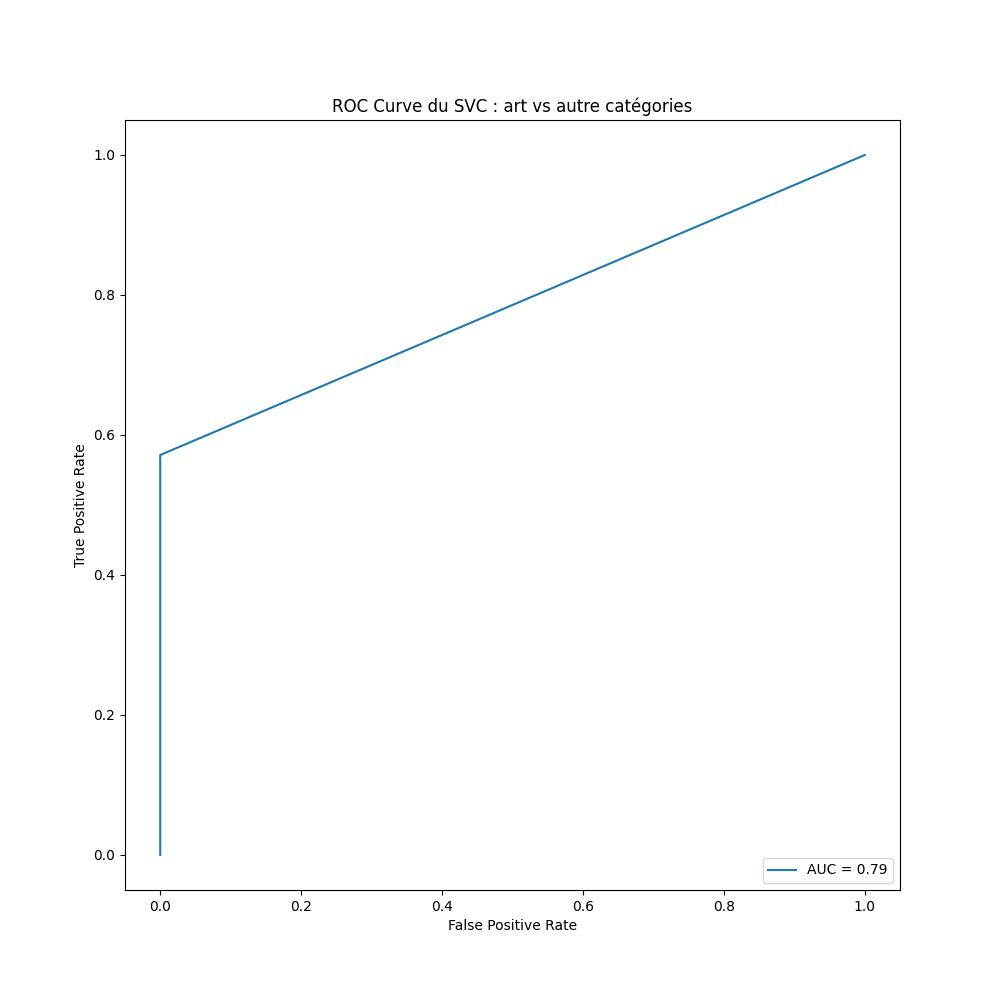 ROC Curve du SVC : art vs autre catégories
1.0
0.8
0.6
0.4
0.2
0.0
True Positive Rate
0.0 0.2 0.4 0.6 0.8 1.0
False Positive Rate
AUC = 0.79